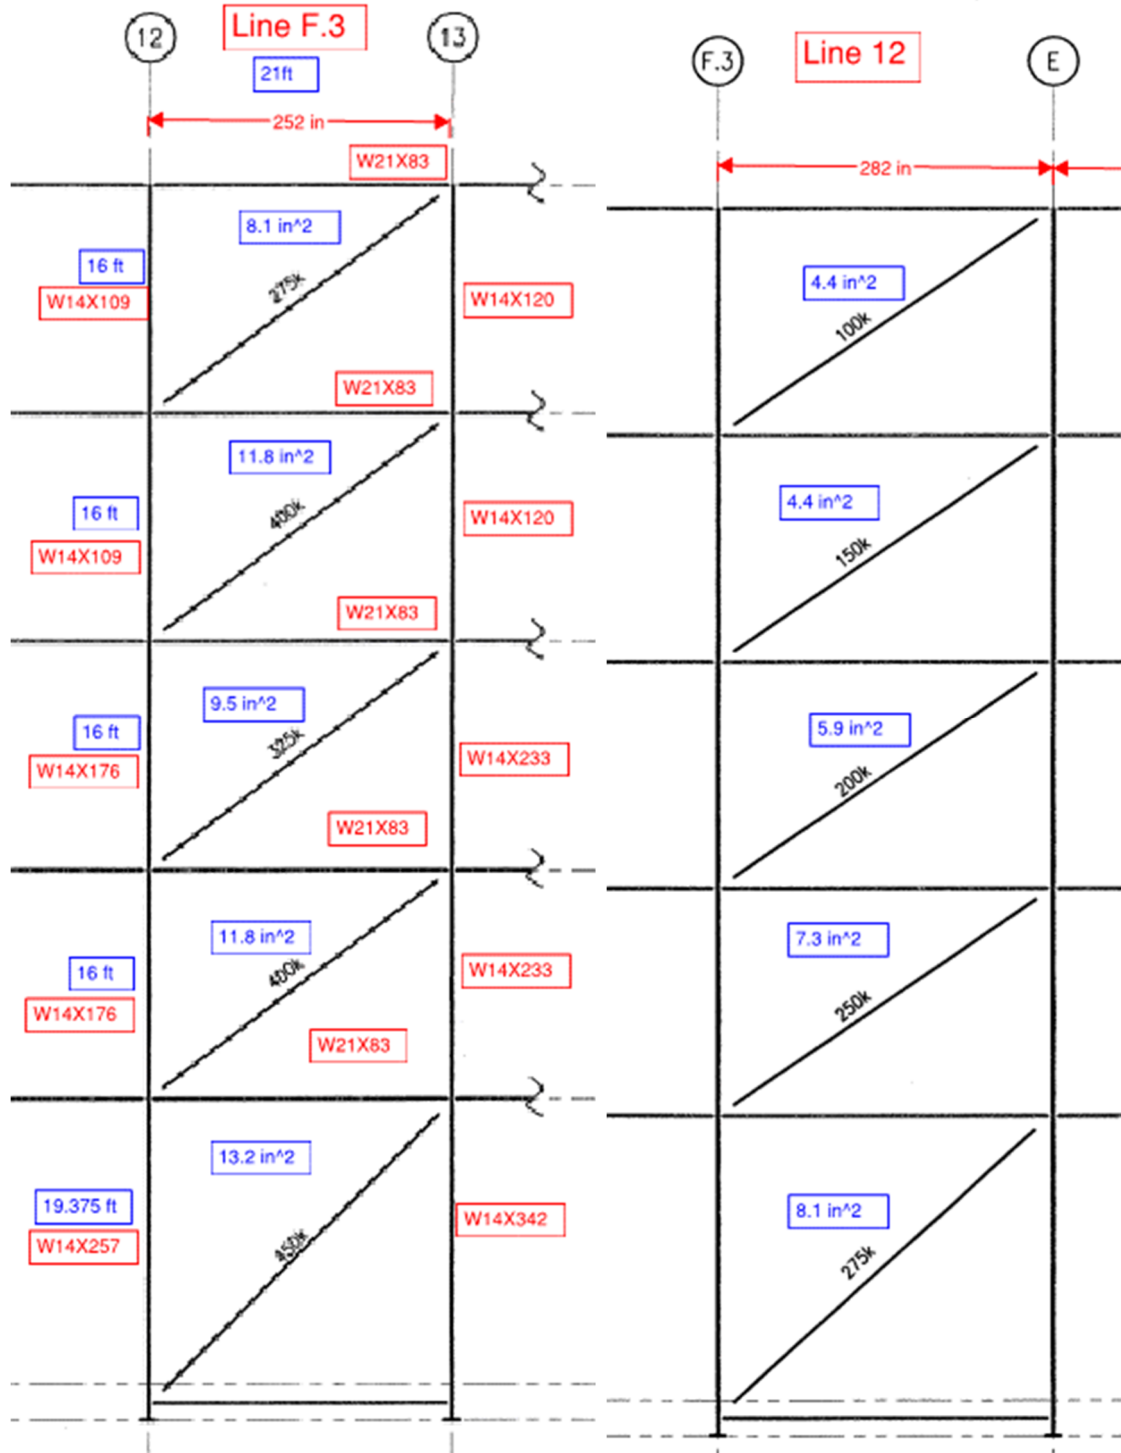 12
Line F.3
13
21ft
252 in
W21X83
8.1 in^2
16 ft
275k
W14X109
W14X120
W21X83
11.8 in^2
16 ft
400k
W14X109
W14X120
W21X83
9.5 in^2
16 ft
325k
W14X176
W14X233
W21X83
11.8 in^2
16 ft
400k
W14X176
W14X233
W21X83
13.2 in^2
19.375 ft
450k
W14X257
W14X342
F.3
Line 12
E
282 in
4.4 in^2
100k
4.4 in^2
150k
5.9 in^2
200k
7.3 in^2
250k
8.1 in^2
275k